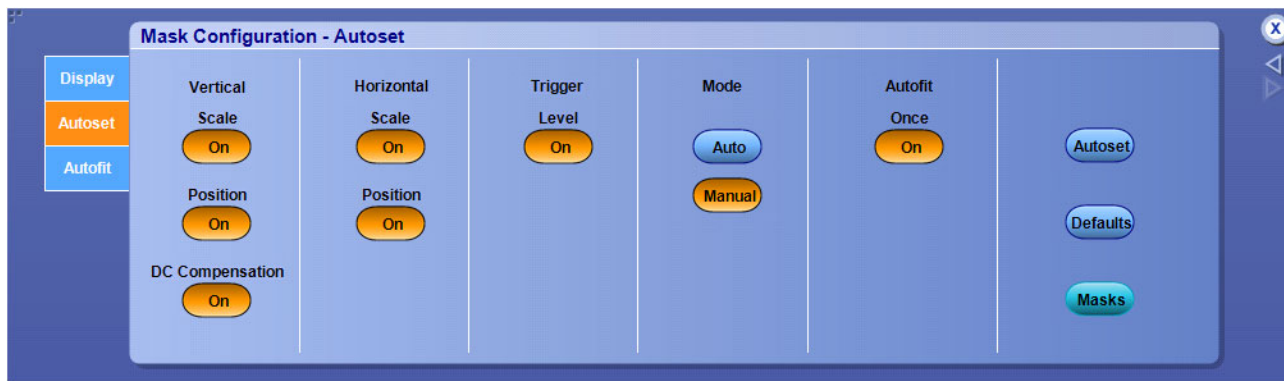 Mask Configuration - Autoset
X
Display
Autoset
Autofit
Vertical
Scale
On
Position
On
DC Compensation
On
Horizontal
Scale
On
Position
On
Trigger
Level
On
Mode
Auto
Manual
Autofit
Once
On
Autoset
Defaults
Masks